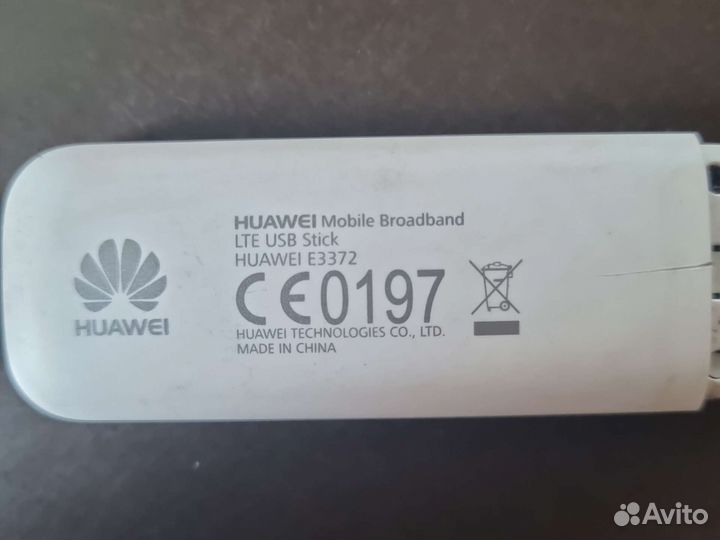 HUAWEI Mobile Broadband
LTE USB Stick
HUAWEI E3372
CE0197
HUAWEI TECHNOLOGIES CO., LTD.
MADE IN CHINA
HUAWEI
Avito